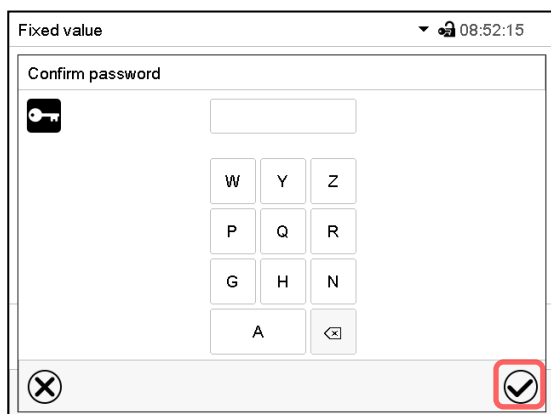 Fixed value 08:52:15
Confirm password
W Y Z
P Q R
G H N
A